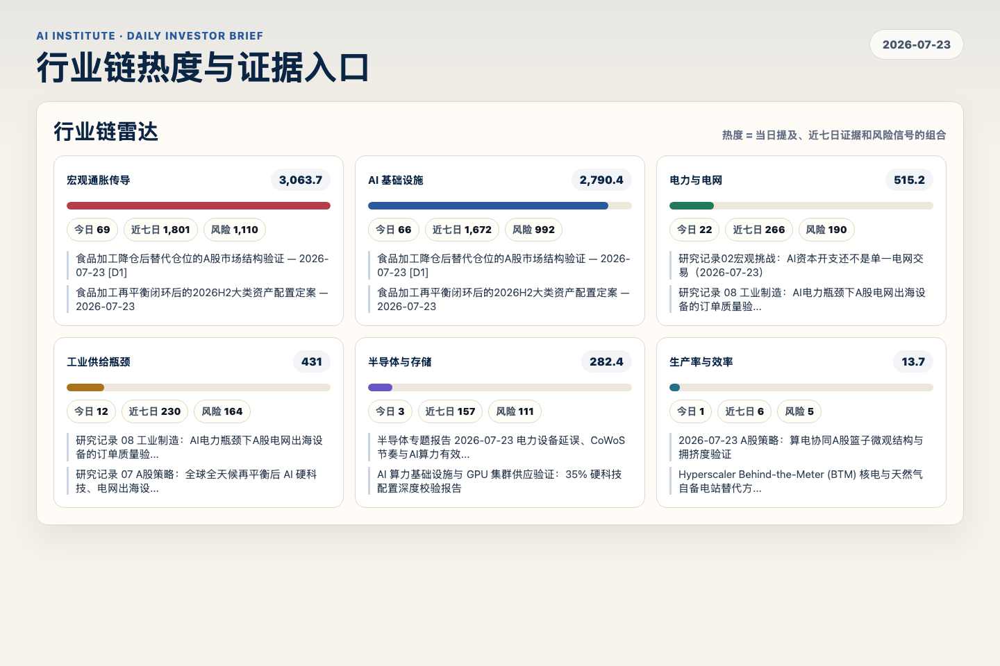 AI INSTITUTE · DAILY INVESTOR BRIEF
2026-07-23
行业链热度与证据入口
行业链雷达
热度 = 当日提及、近七日证据和风险信号的组合
宏观通胀传导
3,063.7
今日 69
近七日 1,801
风险 1,110
食品加工降仓后替代仓位的A股市场结构验证 — 2026-
07-23 [D1]
食品加工再平衡闭环后的2026H2大类资产配置定案 —
2026-07-23
AI 基础设施
2,790.4
今日 66
近七日 1,672
风险 992
食品加工降仓后替代仓位的A股市场结构验证 — 2026-
07-23 [D1]
食品加工再平衡闭环后的2026H2大类资产配置定案 —
2026-07-23
电力与电网
515.2
今日 22
近七日 266
风险 190
研究记录02宏观挑战：AI资本开支还不是单一电网交
易（2026-07-23）
研究记录 08 工业制造：AI电力瓶颈下A股电网出海设
备的订单质量验...
工业供给瓶颈
431
今日 12
近七日 230
风险 164
研究记录 08 工业制造：AI电力瓶颈下A股电网出海设
备的订单质量验...
研究记录 07 A股策略：全球全天候再平衡后 AI 硬科
技、电网出海设...
半导体与存储
282.4
今日 3
近七日 157
风险 111
半导体专题报告 2026-07-23 电力设备延误、CoWoS
节奏与AI算力有效...
AI 算力基础设施与 GPU 集群供应验证：35% 硬科技
配置深度校验报告
生产率与效率
13.7
今日 1
近七日 6
风险 5
2026-07-23 A股策略：算电协同A股篮子微观结构与
拥挤度验证
Hyperscaler Behind-the-Meter (BTM) 核电与天然气
自备电站替代方...